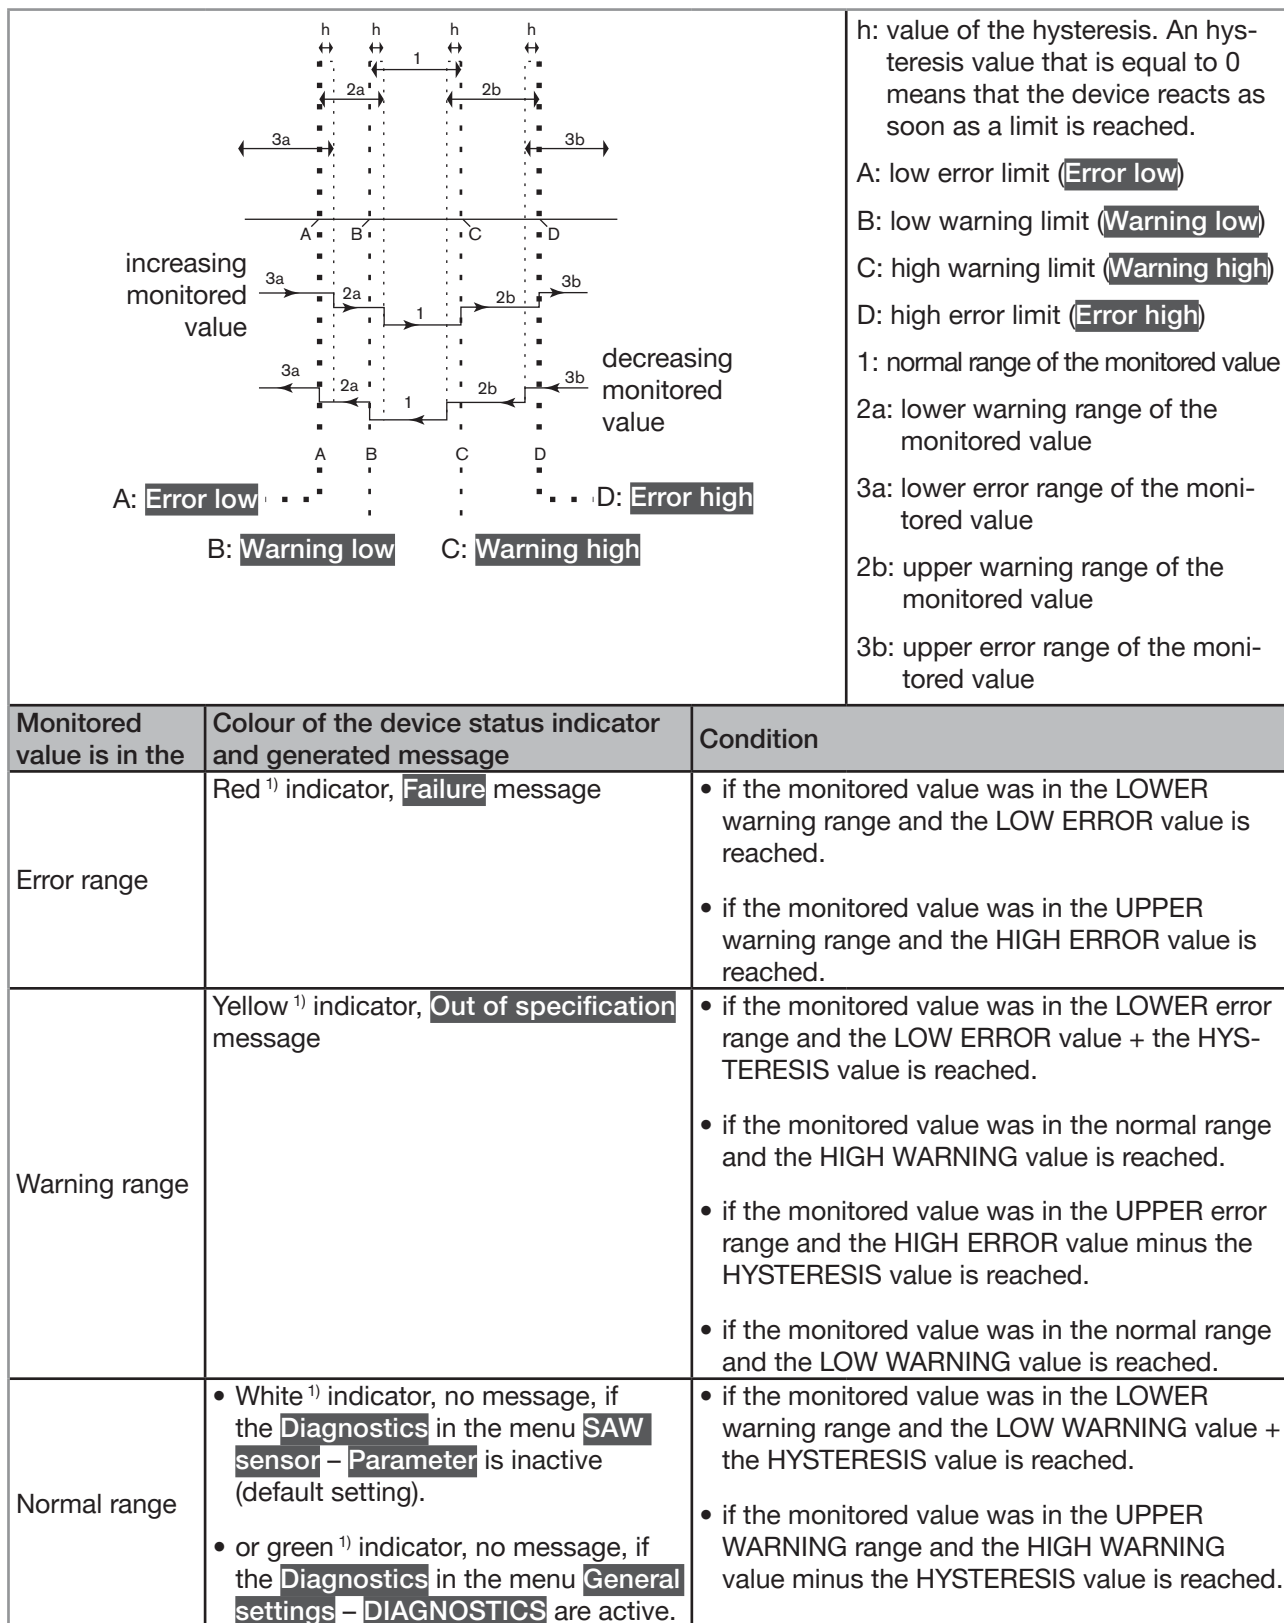 h h h h
1
2a 2b
3a 3b
A B C D
increasing
monitored
value
3a 2a 1 2b 3b
decreasing
monitored
value
3a 2a 1 2b 3b
A B C D
A: Error low D: Error high
B: Warning low C: Warning high
h: value of the hysteresis. An hys-
teresis value that is equal to 0
means that the device reacts as
soon as a limit is reached.
A: low error limit (Error low)
B: low warning limit (Warning low)
C: high warning limit (Warning high)
D: high error limit (Error high)
1: normal range of the monitored value
2a: lower warning range of the
monitored value
3a: lower error range of the moni-
tored value
2b: upper warning range of the
monitored value
3b: upper error range of the moni-
tored value
Monitored
value is in the
Colour of the device status indicator
and generated message
Condition
Error range
Red 1) indicator, Failure message
• if the monitored value was in the LOWER
warning range and the LOW ERROR value is
reached.
• if the monitored value was in the UPPER
warning range and the HIGH ERROR value is
reached.
Warning range
Yellow 1) indicator, Out of specification
message
• if the monitored value was in the LOWER error
range and the LOW ERROR value + the HYS-
TERESIS value is reached.
• if the monitored value was in the normal range
and the HIGH WARNING value is reached.
• if the monitored value was in the UPPER error
range and the HIGH ERROR value minus the
HYSTERESIS value is reached.
• if the monitored value was in the normal range
and the LOW WARNING value is reached.
Normal range
• White 1) indicator, no message, if
the Diagnostics in the menu SAW
sensor – Parameter is inactive
(default setting).
• or green 1) indicator, no message, if
the Diagnostics in the menu General
settings – DIAGNOSTICS are active.
• if the monitored value was in the LOWER
warning range and the LOW WARNING value +
the HYSTERESIS value is reached.
• if the monitored value was in the UPPER
WARNING range and the HIGH WARNING
value minus the HYSTERESIS value is reached.